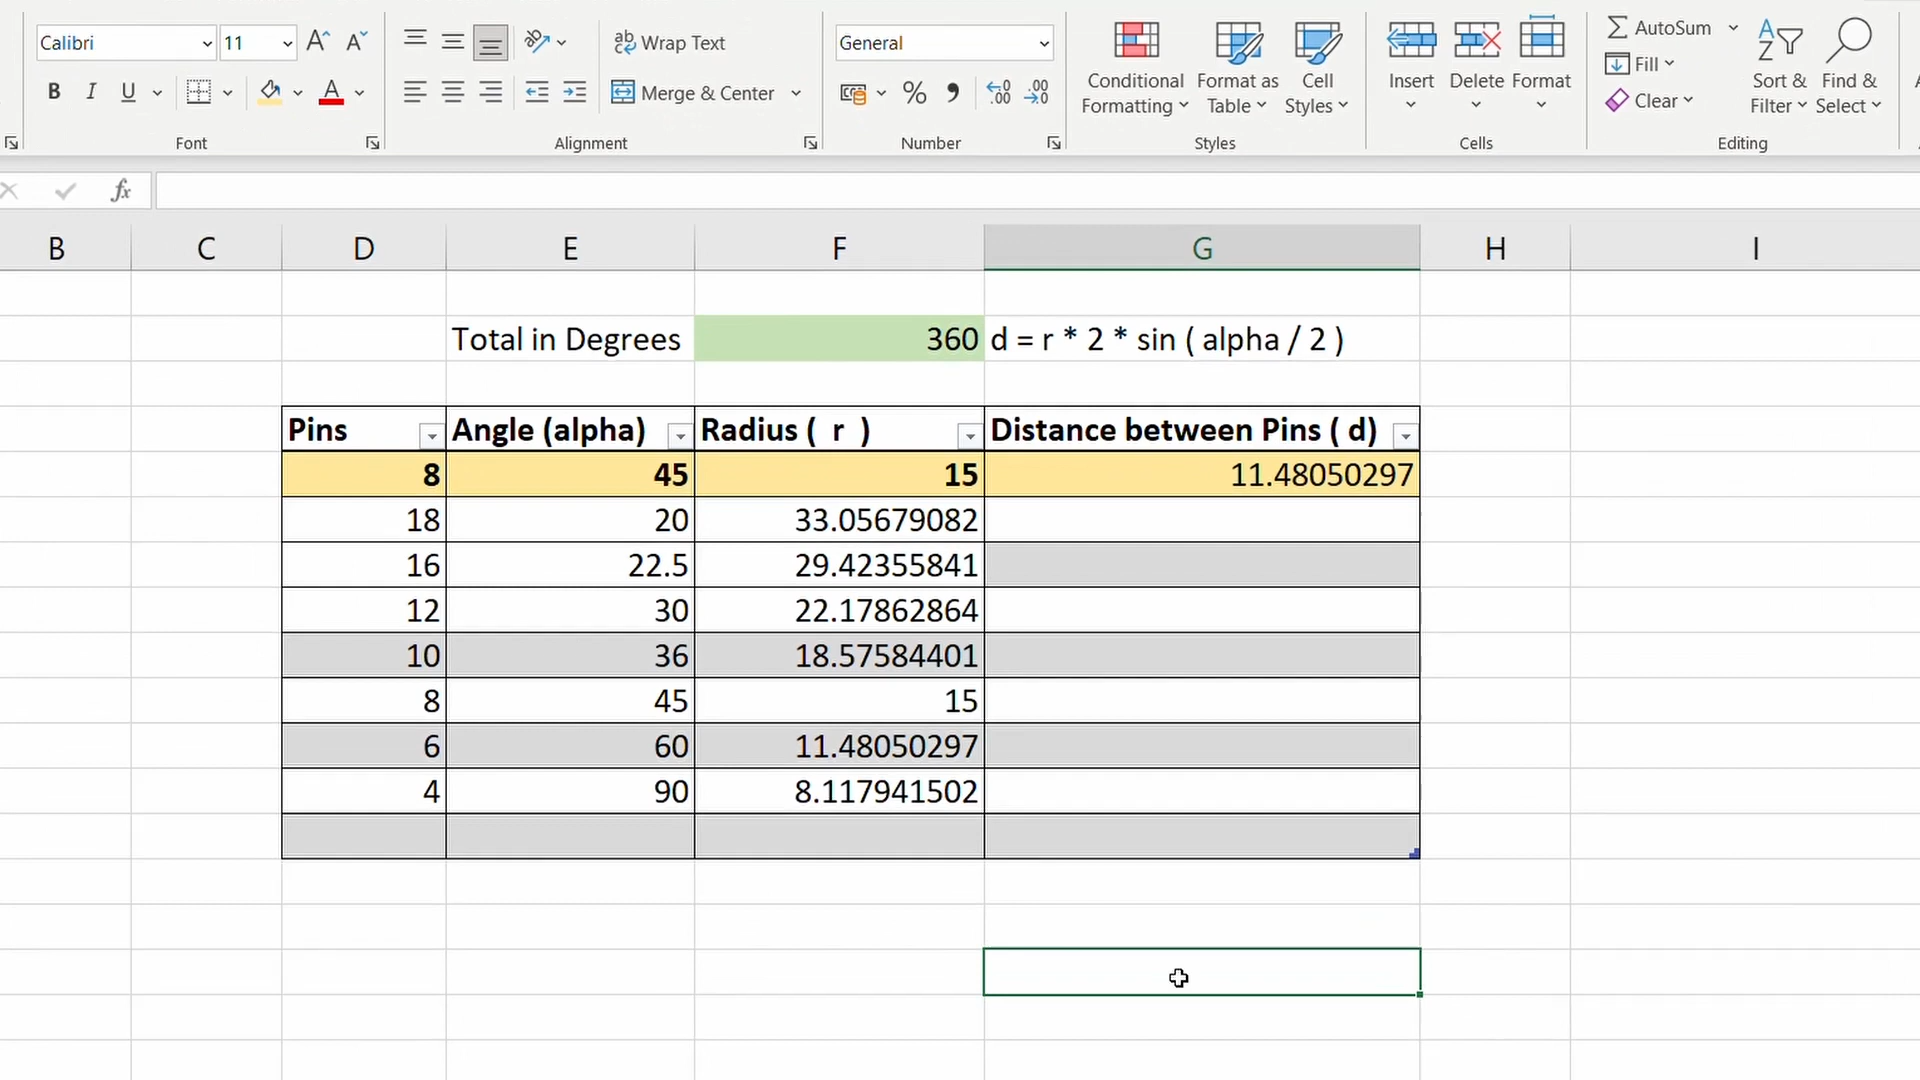 Calibri 11 Wrap Text General AutoSum
Conditional Formatting Format as Table Cell Styles Insert Delete Format Fill Sort & Filter Find & Select
B I U Merge & Center % Clear
Font Alignment Number Styles Cells Editing
fx
B C D E F G H I
Total in Degrees 360 d = r * 2 * sin ( alpha / 2 )
Pins Angle (alpha) Radius ( r ) Distance between Pins ( d)
8 45 15 11.48050297
18 20 33.05679082
16 22.5 29.42355841
12 30 22.17862864
10 36 18.57584401
8 45 15
6 60 11.48050297
4 90 8.117941502